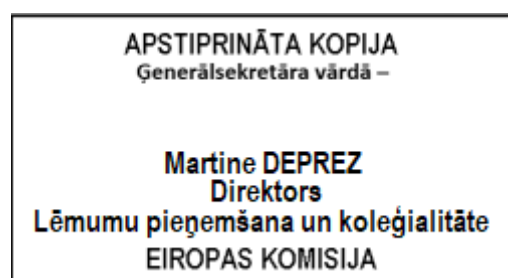 APSTIPRINĀTA KOPIJA
Ģenerālsekretāra vārdā –
Martine DEPREZ
Direktors
Lēmumu pieņemšana un koleģialitāte
EIROPAS KOMISIJA